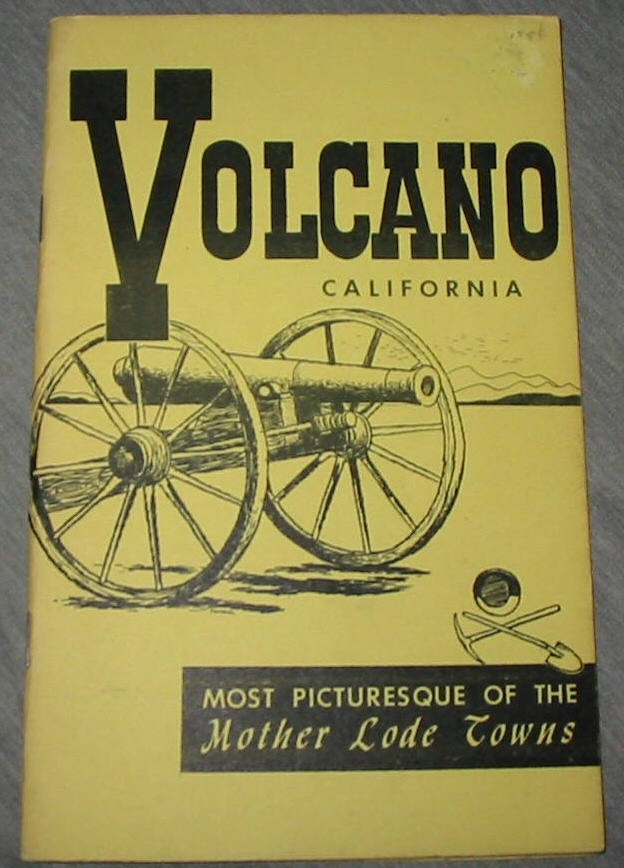 VOLCANO
CALIFORNIA
MOST PICTURESQUE OF THE
Mother Lode Towns